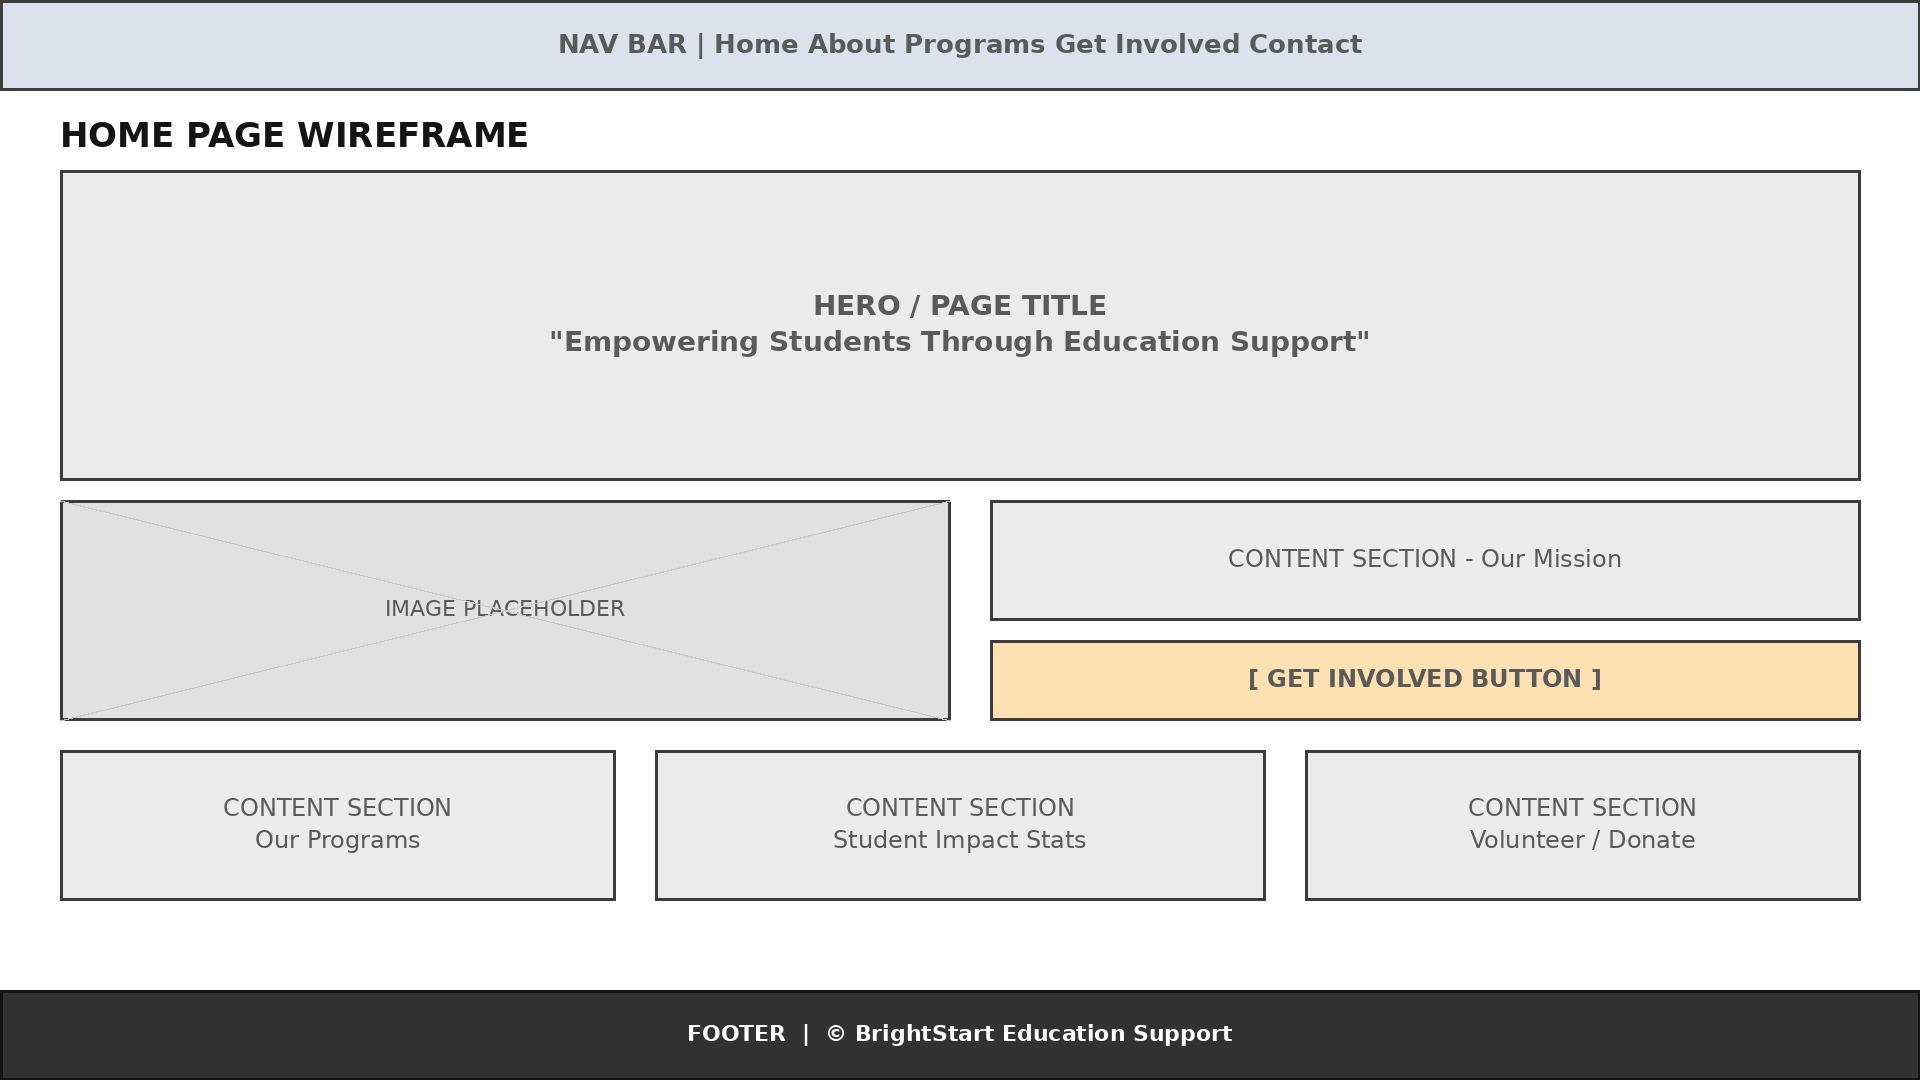 NAV BAR | Home About Programs Get Involved Contact
HOME PAGE WIREFRAME
HERO / PAGE TITLE
"Empowering Students Through Education Support"
IMAGE PLACEHOLDER
CONTENT SECTION - Our Mission
[ GET INVOLVED BUTTON ]
CONTENT SECTION
Our Programs
CONTENT SECTION
Student Impact Stats
CONTENT SECTION
Volunteer / Donate
FOOTER | © BrightStart Education Support